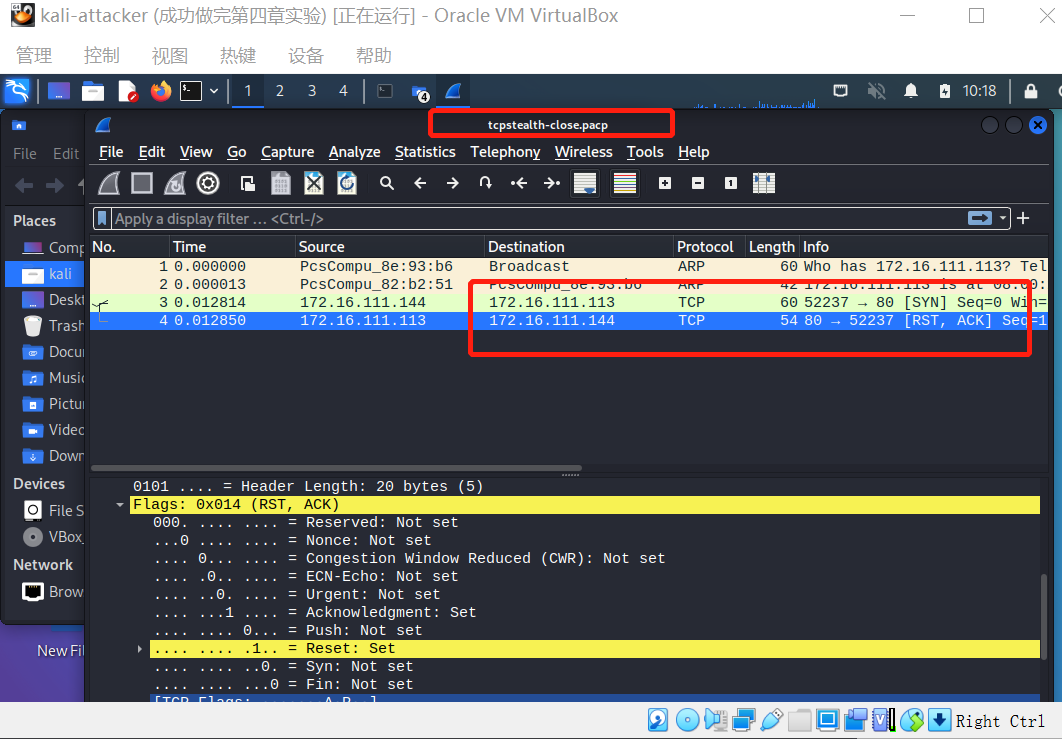 kali-attacker (成功做完第四章实验) [正在运行] - Oracle VM VirtualBox
管理 控制 视图 热键 设备 帮助
1 2 3 4 4 10:18
tcpstealth-close.pacp
File Edit
File Edit View Go Capture Analyze Statistics Telephony Wireless Tools Help
Places
Comp
kali
Deskt
Trash
Docu
Music
Pictu
Video
Down
Devices
File S
VBox_
Network
Brow
New Fil
Apply a display filter … <Ctrl-/>
No. Time Source Destination Protocol Length Info
1 0.000000 PcsCompu_8e:93:b6 Broadcast ARP 60 Who has 172.16.111.113? Tel
2 0.000013 PcsCompu_82:b2:51 PcsCompu_8e:93:b6 ARP 42 172.16.111.113 is at 08:00:
3 0.012814 172.16.111.144 172.16.111.113 TCP 60 52237 → 80 [SYN] Seq=0 Win=
4 0.012850 172.16.111.113 172.16.111.144 TCP 54 80 → 52237 [RST, ACK] Seq=1
0101 .... = Header Length: 20 bytes (5)
Flags: 0x014 (RST, ACK)
000. .... .... = Reserved: Not set
...0 .... .... = Nonce: Not set
.... 0... .... = Congestion Window Reduced (CWR): Not set
.... .0.. .... = ECN-Echo: Not set
.... ..0. .... = Urgent: Not set
.... ...1 .... = Acknowledgment: Set
.... .... 0... = Push: Not set
.... .... .1.. = Reset: Set
.... .... ..0. = Syn: Not set
.... .... ...0 = Fin: Not set
[TCP Flags: ·······A·R··]
Right Ctrl